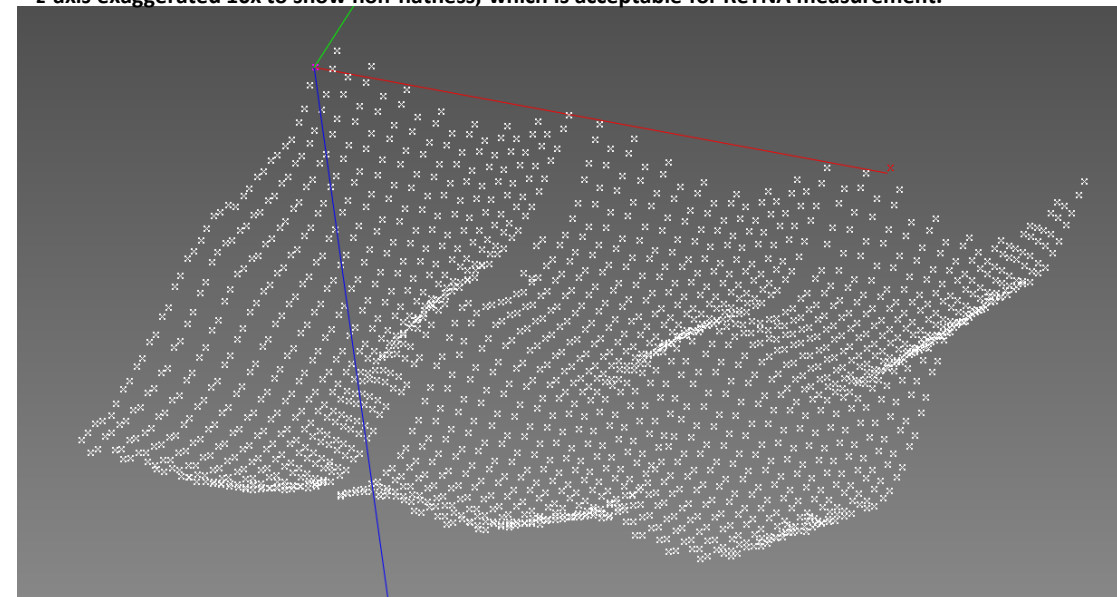 z-axis exaggerated 10x to show non-flatness, which is acceptable for ReTNA measurement.